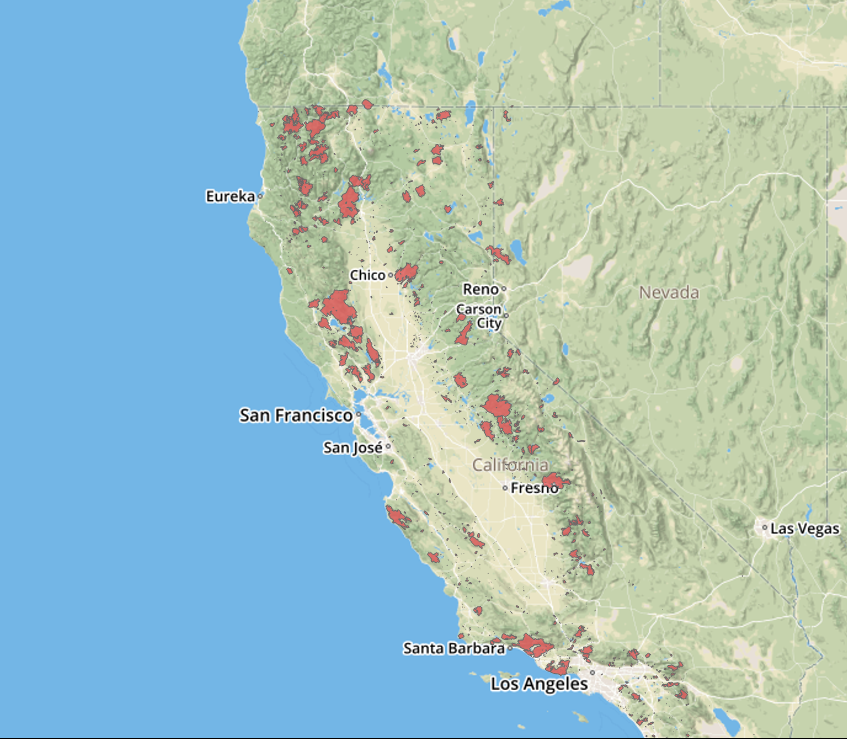 Eureka
Chico
Reno
Carson
City
Nevada
San Francisco
San José
California
Fresno
Las Vegas
Santa Barbara
Los Angeles